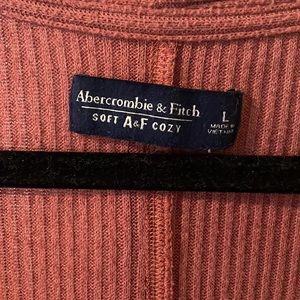 Abercrombie & Fitch
SOFT A&F COZY
L
MADE IN
VIETNAM